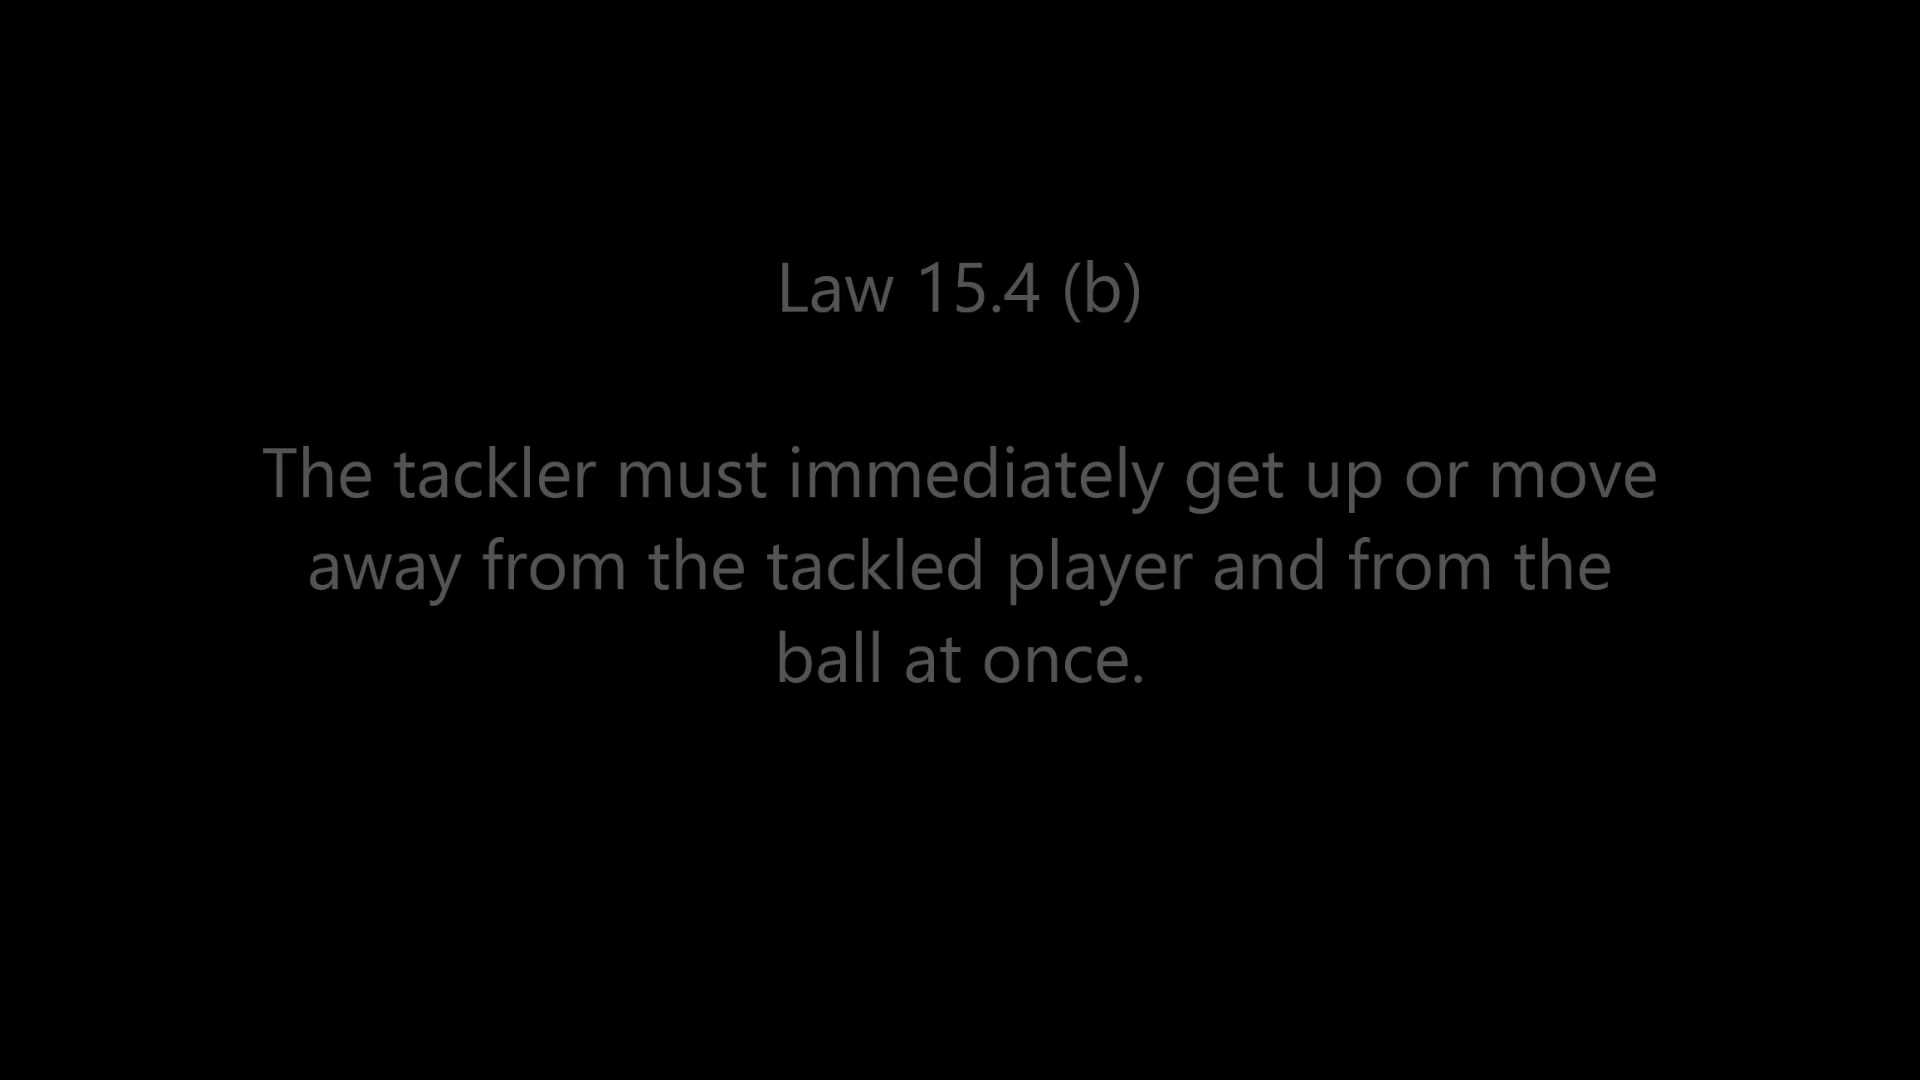 Law 15.4 (b)
The tackler must immediately get up or move
away from the tackled player and from the
ball at once.